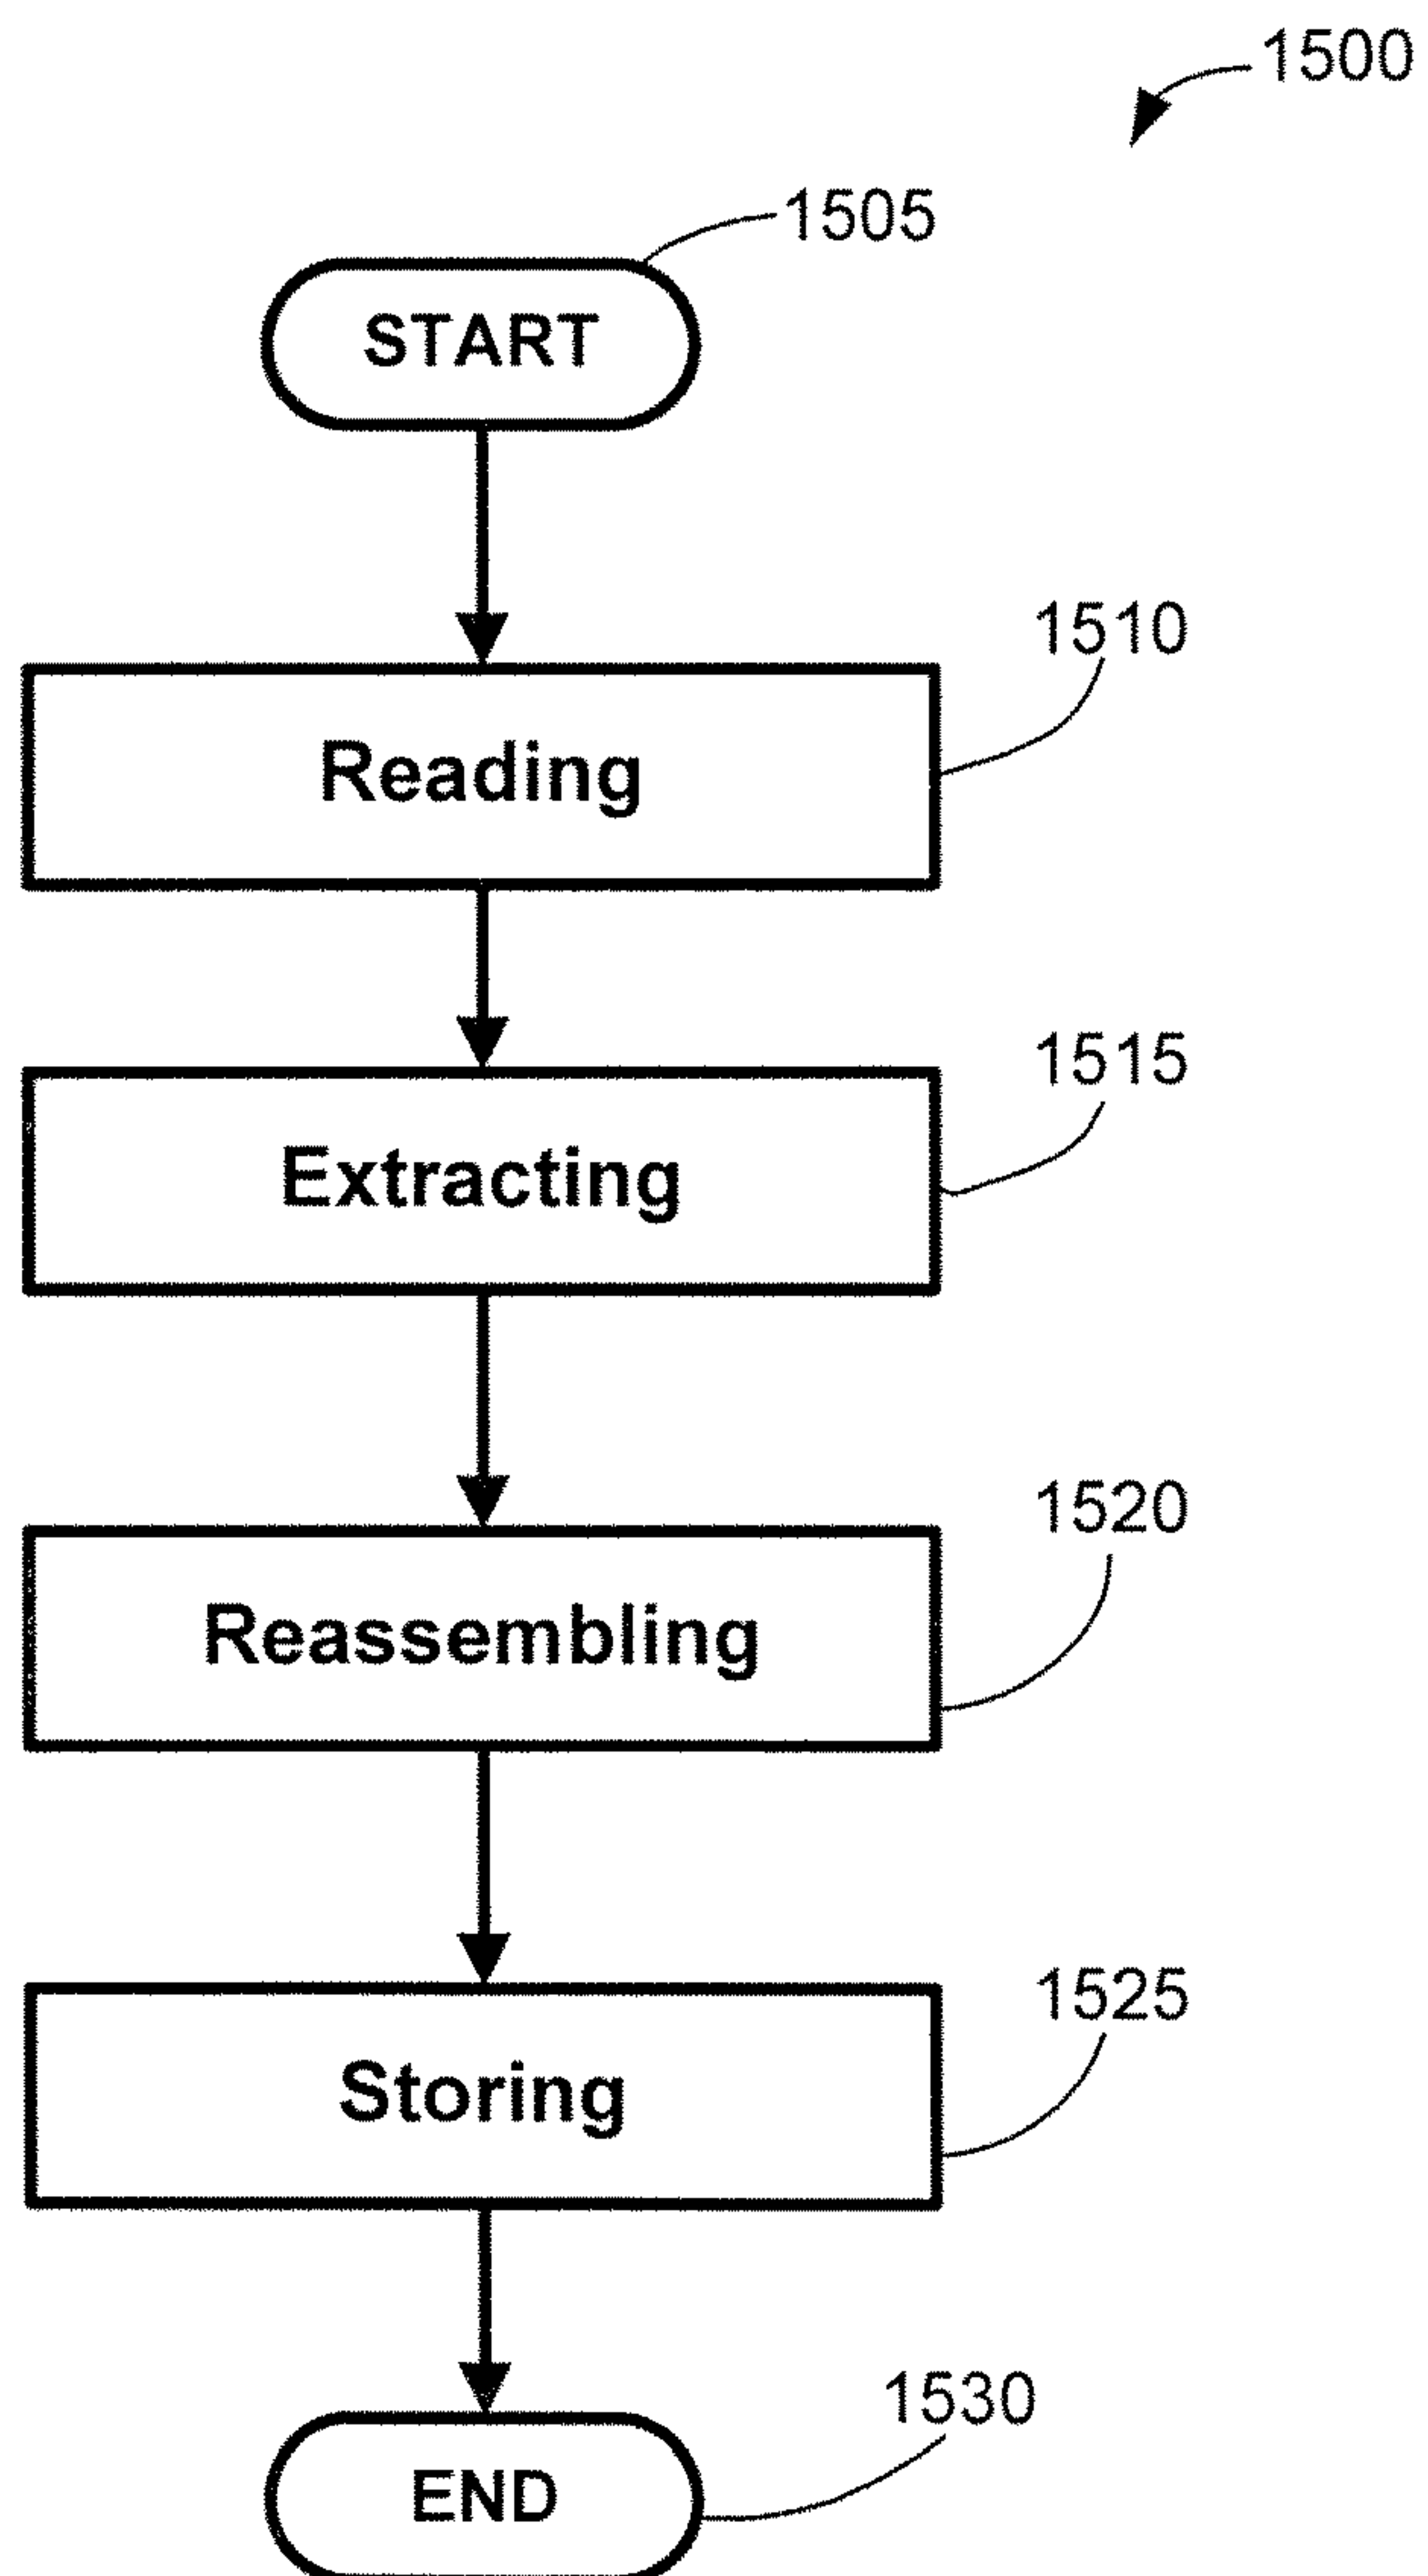 1500
1505
START
1510
Reading
1515
Extracting
1520
Reassembling
1525
Storing
1530
END